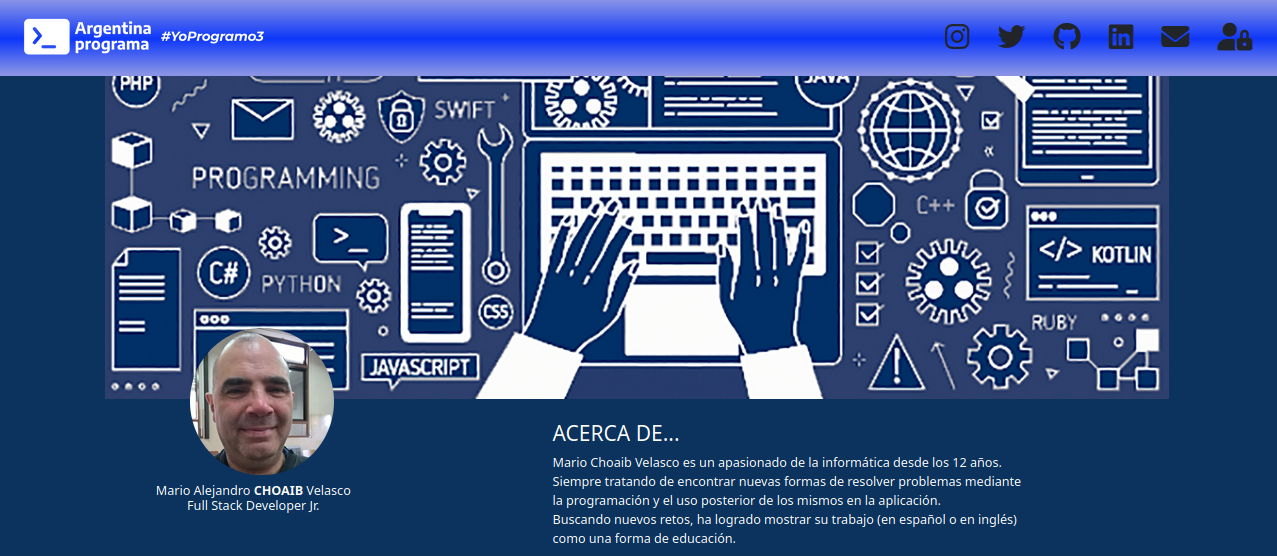 Argentina
programa
#YoProgramo3
PHP
JAVA
SWIFT
PROGRAMMING
C++
>_
</> KOTLIN
C#
PYTHON
CSS
RUBY
JAVASCRIPT
ACERCA DE...
Mario Choaib Velasco es un apasionado de la informática desde los 12 años.
Siempre tratando de encontrar nuevas formas de resolver problemas mediante
la programación y el uso posterior de los mismos en la aplicación.
Buscando nuevos retos, ha logrado mostrar su trabajo (en español o en inglés)
como una forma de educación.
Mario Alejandro CHOAIB Velasco
Full Stack Developer Jr.